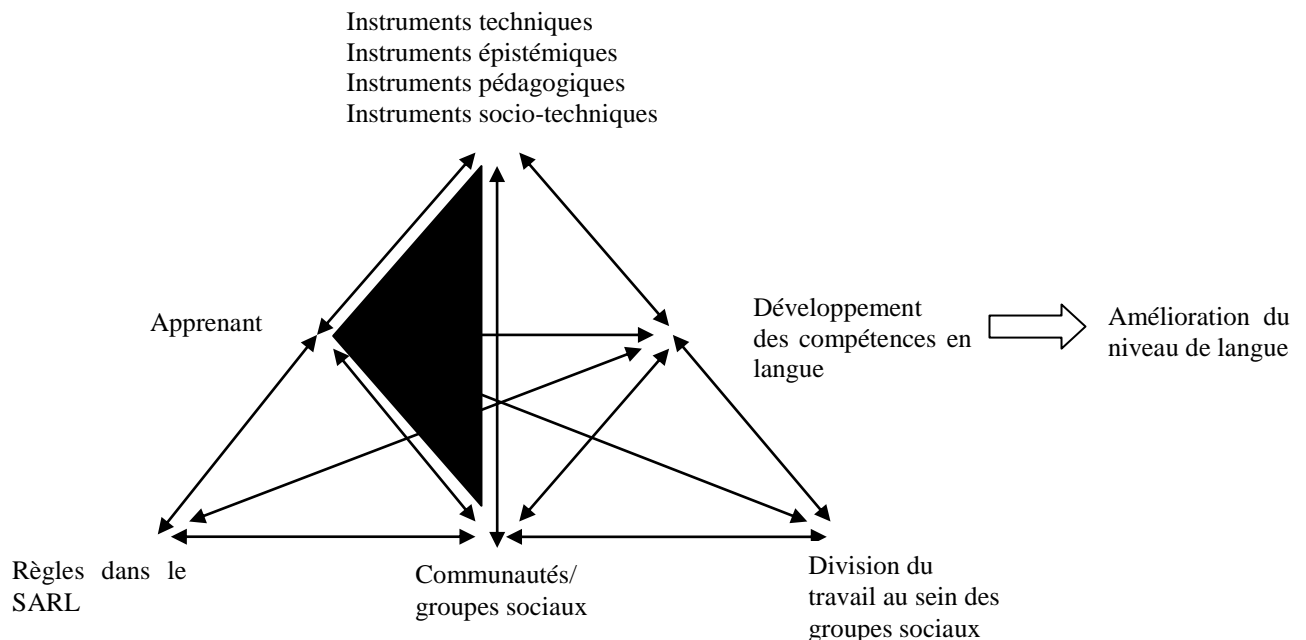 Instruments techniques
Instruments épistémiques
Instruments pédagogiques
Instruments socio-techniques
Apprenant
Développement
des compétences en
langue
Amélioration du
niveau de langue
Règles dans le
SARL
Communautés/
groupes sociaux
Division du
travail au sein des
groupes sociaux